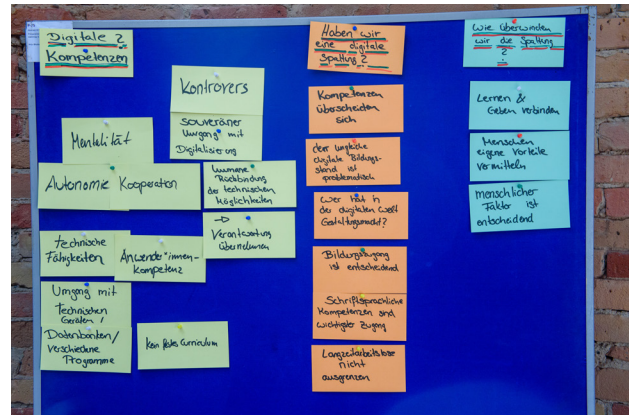 Digitale ?
Kompetenzen
Kontrovers
souveräner
Umgang mit
Digitalisierung
Mentalität
Autonomie
Kooperation
humane
Rückbindung
der technischen
Möglichkeiten
→
Verantwortung
übernehmen
technische
Fähigkeiten
Anwender*innen-
Kompetenz
Umgang mit
technischen
Geräten /
Datenbanken/
verschiedene
Programme
Kein festes Curriculum
Haben wir
eine digitale
Spaltung ?
Kompetenzen
überscheiden
sich
der ungleiche
digitale Bildungs-
stand ist
problematisch
Wer hat in
der digitalen Welt
Gestaltungsmacht?
Bildungszugang
ist entscheidend
Schriftsprachliche
Kompetenzen sind
wichtigster Zugang
Langzeitarbeitslose
nicht
ausgrenzen
Wie überwinden
wir die Spaltung
?
Lernen &
Geben verbinden
Menschen
eigene Vorteile
vermitteln
menschlicher
Faktor ist
entscheidend